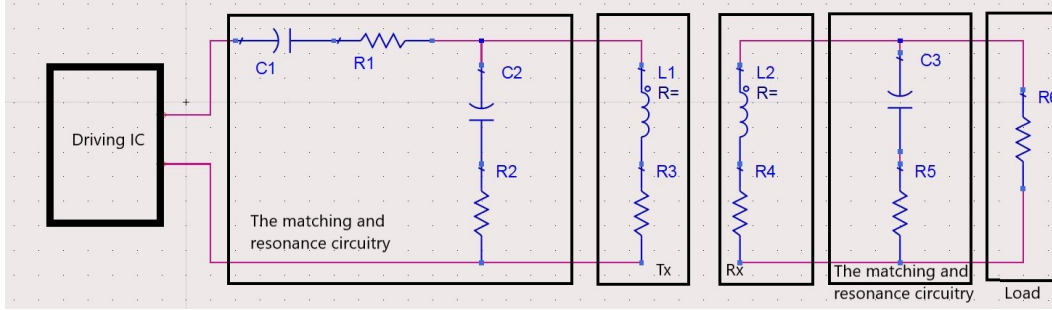 C1
R1
C2
R2
Driving IC
The matching and
resonance circuitry
L1
R=
R3
Tx
L2
R=
R4
Rx
C3
R5
The matching and
resonance circuitry
R6
Load